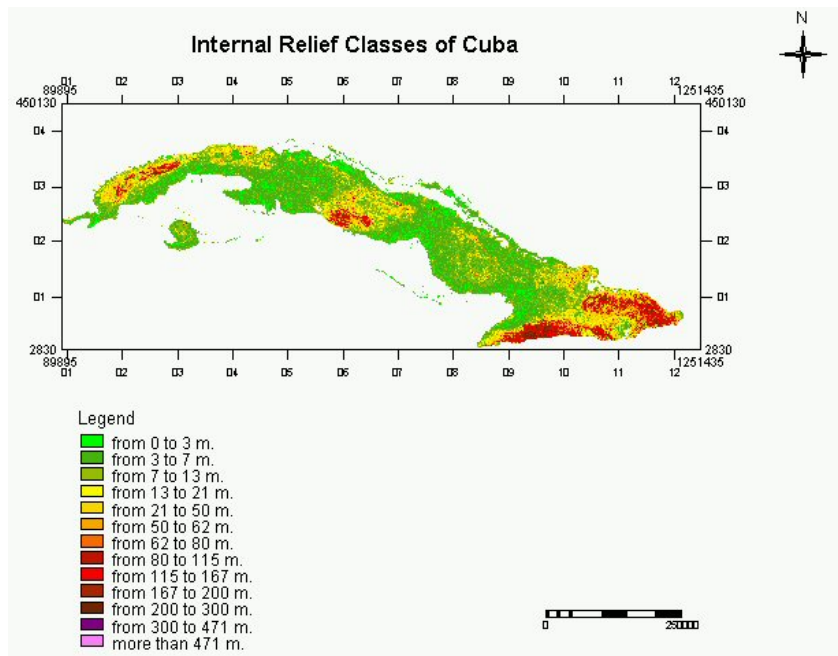 N
Internal Relief Classes of Cuba
01 02 03 04 05 06 07 08 09 10 11 12
89895 1251435
450130 450130
04 04
03 03
02 02
01 01
2830 2830
89895 1251435
01 02 03 04 05 06 07 08 09 10 11 12
Legend
from 0 to 3 m.
from 3 to 7 m.
from 7 to 13 m.
from 13 to 21 m.
from 21 to 50 m.
from 50 to 62 m.
from 62 to 80 m.
from 80 to 115 m.
from 115 to 167 m.
from 167 to 200 m.
from 200 to 300 m.
from 300 to 471 m.
more than 471 m.
0 250000